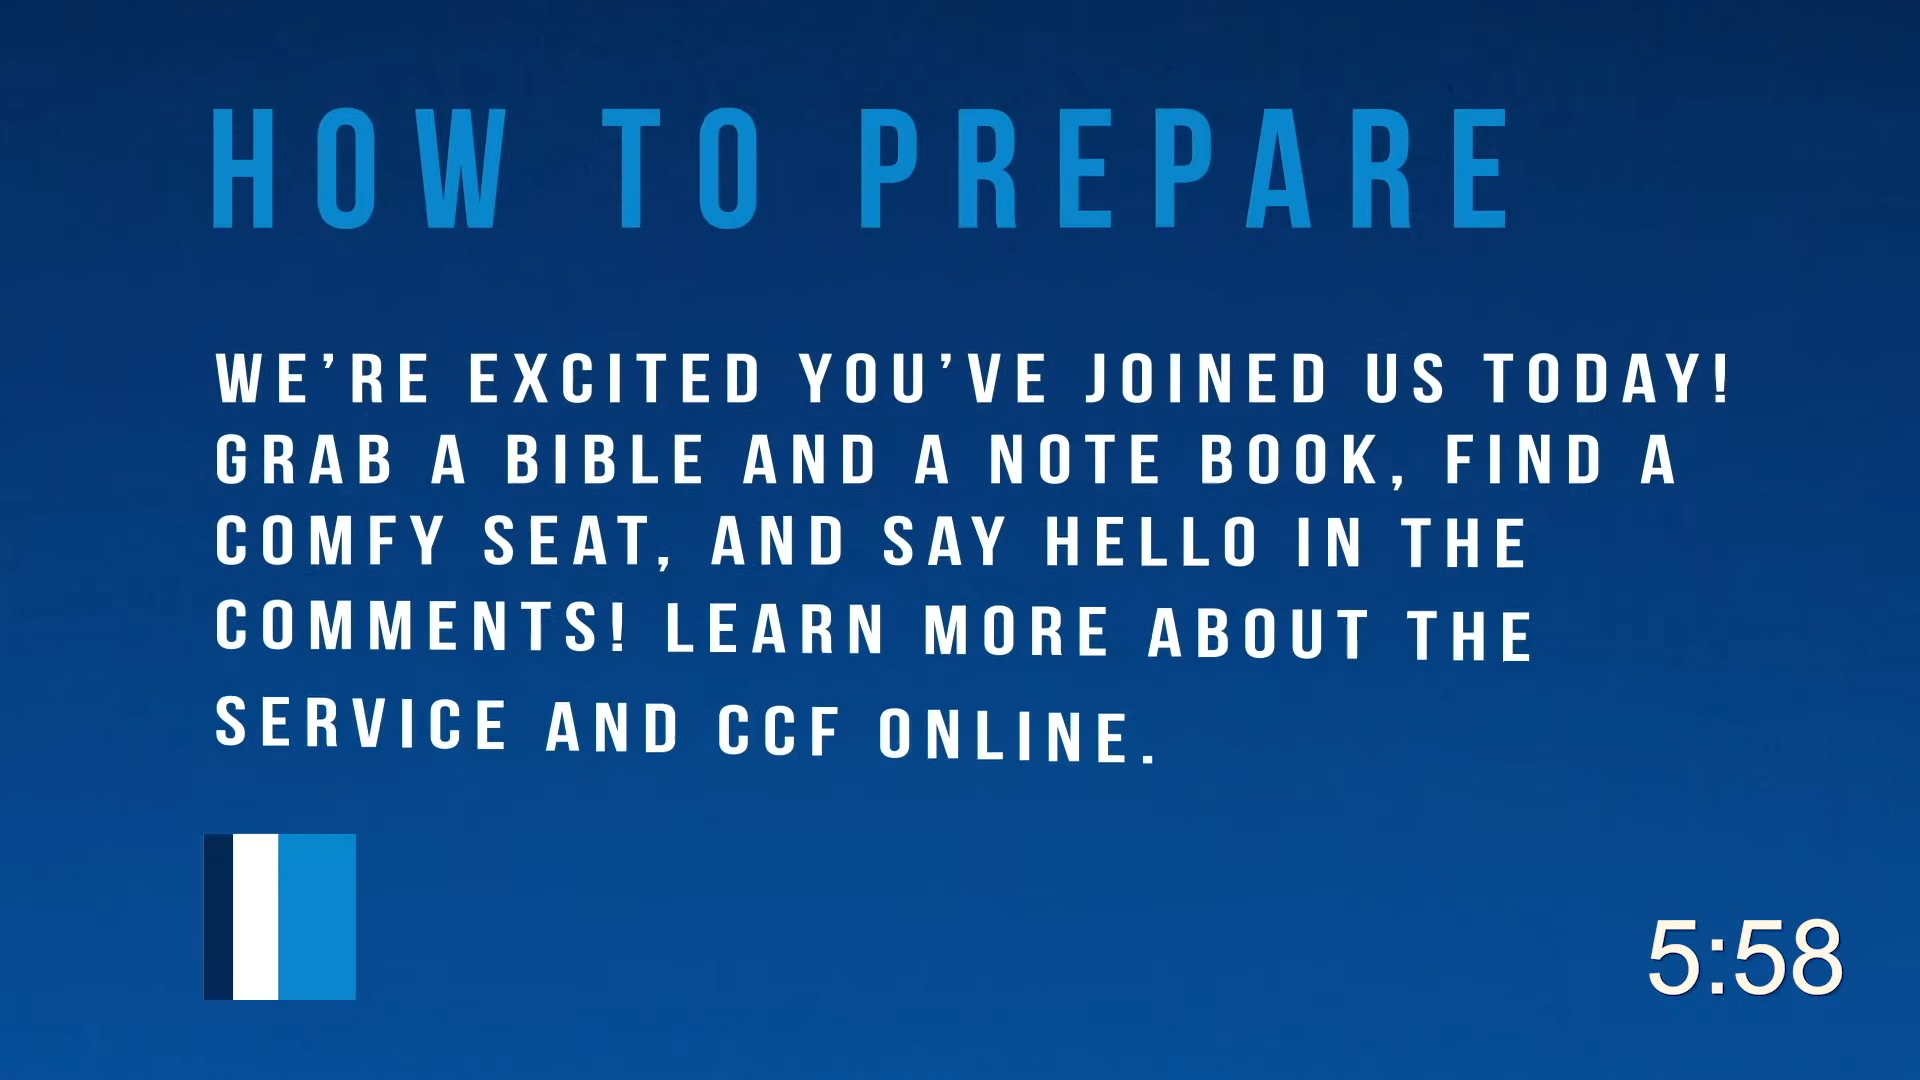 HOW TO PREPARE
WE’RE EXCITED YOU’VE JOINED US TODAY!
GRAB A BIBLE AND A NOTE BOOK, FIND A
COMFY SEAT, AND SAY HELLO IN THE
COMMENTS! LEARN MORE ABOUT THE
SERVICE AND CCF ONLINE.
5:58